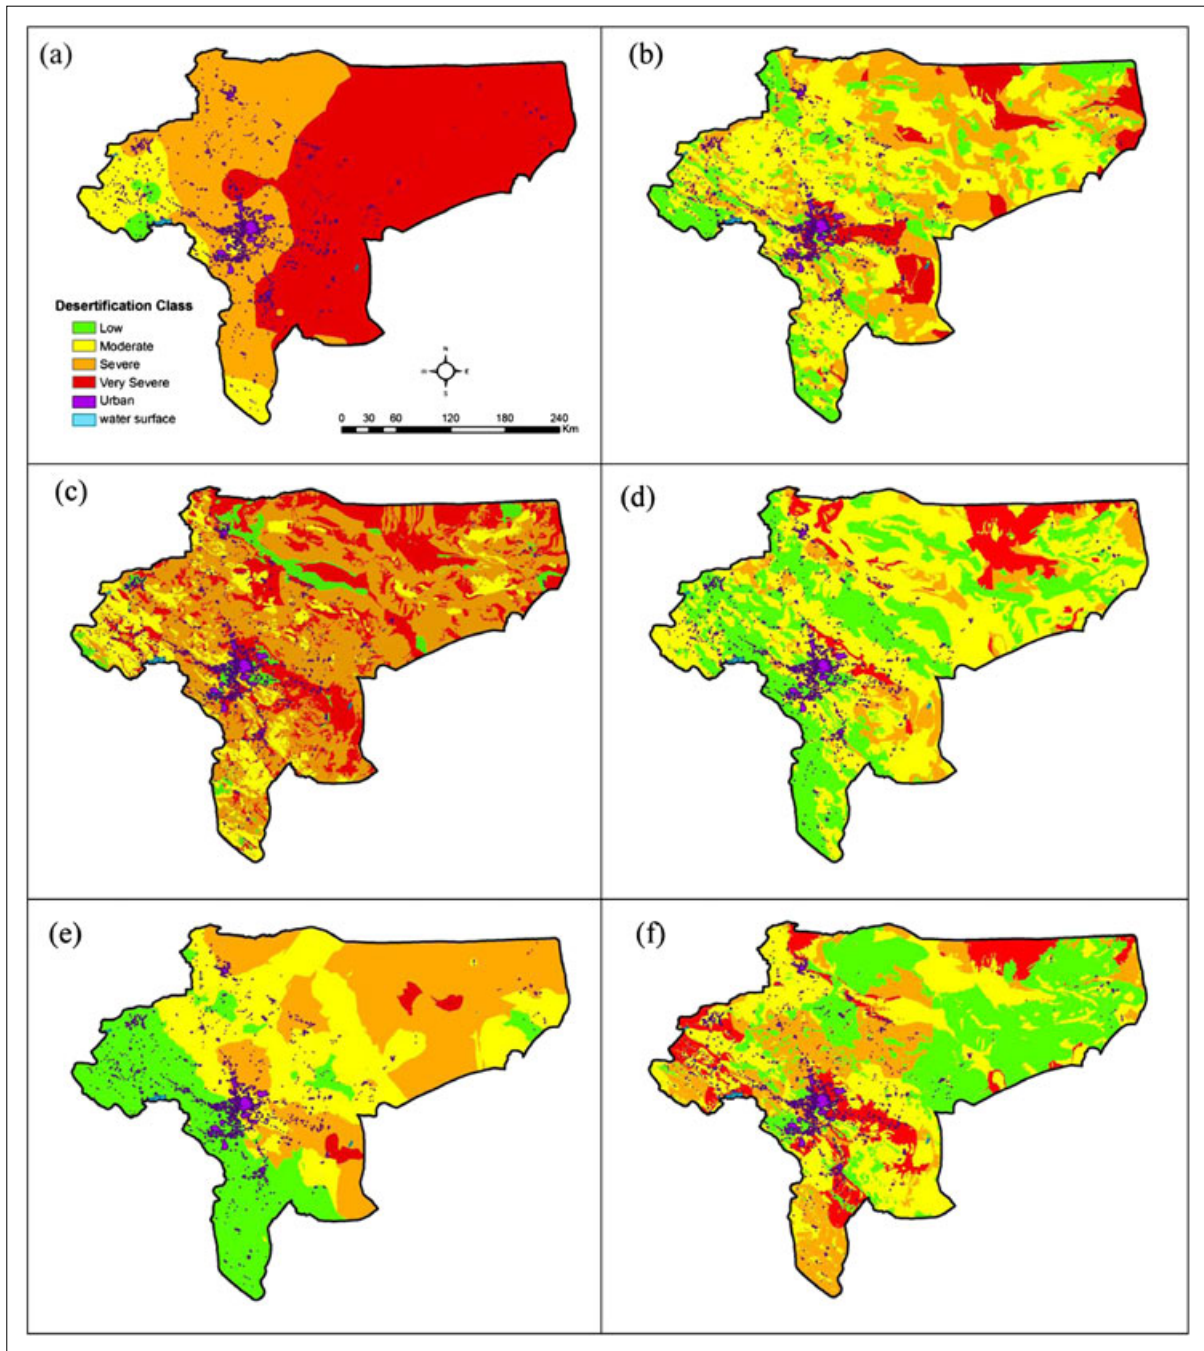 (a)
(b)
Desertification Class
Low
Moderate
Severe
Very Severe
Urban
water surface
N
E
S
0 30 60 120 180 240
Km
(c)
(d)
(e)
(f)